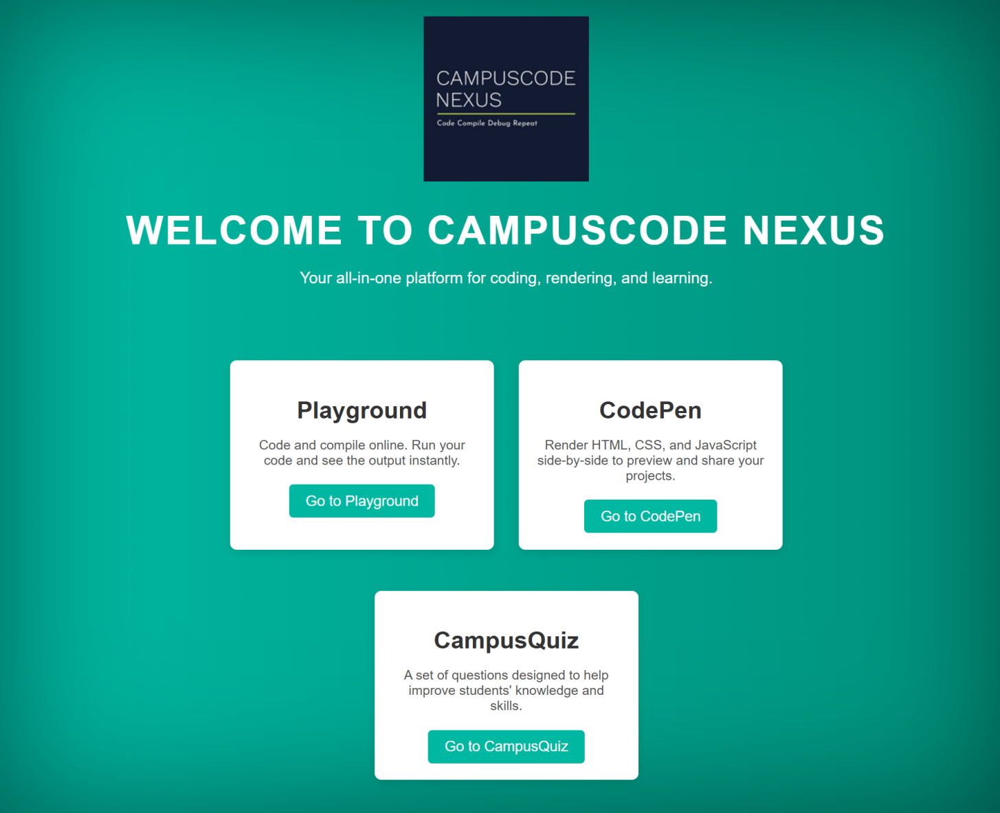 CAMPUSCODE
NEXUS
Code Compile Debug Repeat
WELCOME TO CAMPUSCODE NEXUS
Your all-in-one platform for coding, rendering, and learning.
Playground
Code and compile online. Run your
code and see the output instantly.
Go to Playground
CodePen
Render HTML, CSS, and JavaScript
side-by-side to preview and share your
projects.
Go to CodePen
CampusQuiz
A set of questions designed to help
improve students' knowledge and
skills.
Go to CampusQuiz